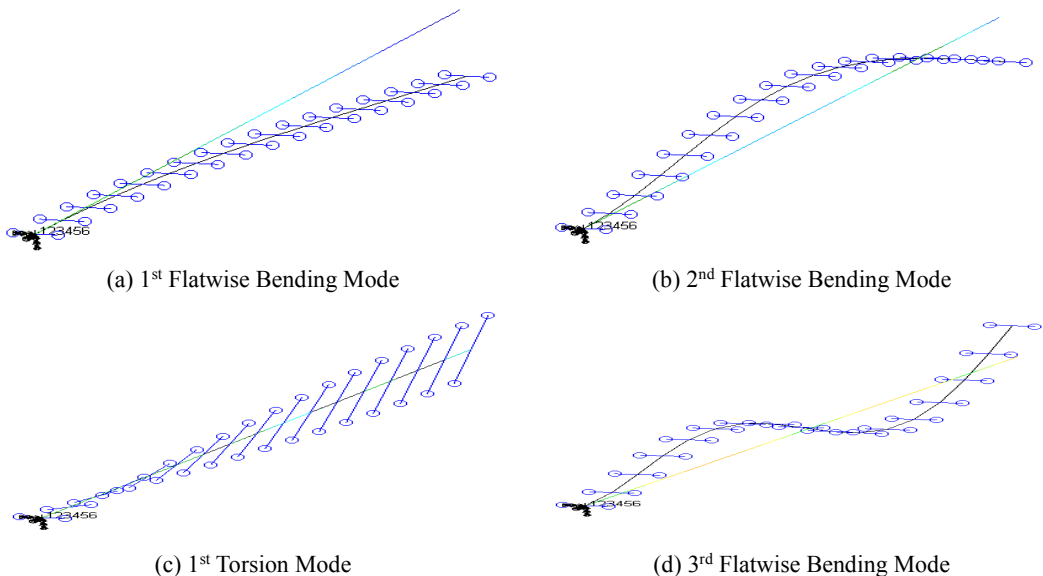 123456
123456
(a) 1st Flatwise Bending Mode
(b) 2nd Flatwise Bending Mode
123456
123456
(c) 1st Torsion Mode
(d) 3rd Flatwise Bending Mode